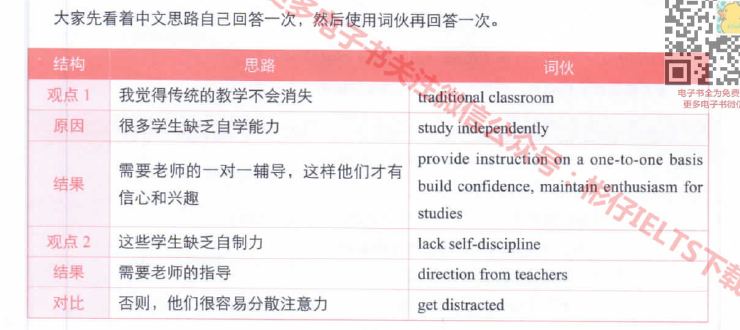 大家先看着中文思路自己回答一次，然后使用词伙再回答一次。
电子书全为免费
更多电子书微信
结构 思路 词伙
观点 1 我觉得传统的教学不会消失 traditional classroom
原因 很多学生缺乏自学能力 study independently
结果 需要老师的一对一辅导，这样他们才有
信心和兴趣
provide instruction on a one-to-one basis
build confidence, maintain enthusiasm for
studies
观点 2 这些学生缺乏自制力 lack self-discipline
结果 需要老师的指导 direction from teachers
对比 否则，他们很容易分散注意力 get distracted
更多电子书关注微信公众号：彬仔IELTS下载